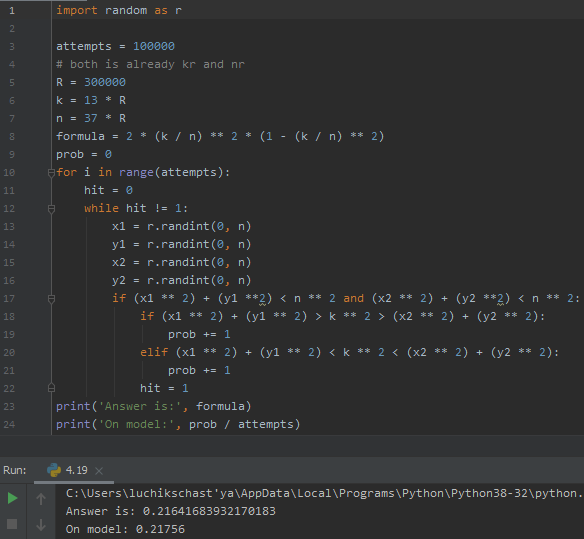 1 import random as r
2
3 attempts = 100000
4 # both is already kr and nr
5 R = 300000
6 k = 13 * R
7 n = 37 * R
8 formula = 2 * (k / n) ** 2 * (1 - (k / n) ** 2)
9 prob = 0
10 for i in range(attempts):
11 hit = 0
12 while hit != 1:
13 x1 = r.randint(0, n)
14 y1 = r.randint(0, n)
15 x2 = r.randint(0, n)
16 y2 = r.randint(0, n)
17 if (x1 ** 2) + (y1 **2) < n ** 2 and (x2 ** 2) + (y2 **2) < n ** 2:
18 if (x1 ** 2) + (y1 ** 2) > k ** 2 > (x2 ** 2) + (y2 ** 2):
19 prob += 1
20 elif (x1 ** 2) + (y1 ** 2) < k ** 2 < (x2 ** 2) + (y2 ** 2):
21 prob += 1
22 hit = 1
23 print('Answer is:', formula)
24 print('On model:', prob / attempts)
Run: 4.19 ×
C:\Users\luchikschast'ya\AppData\Local\Programs\Python\Python38-32\python.
Answer is: 0.21641683932170183
On model: 0.21756